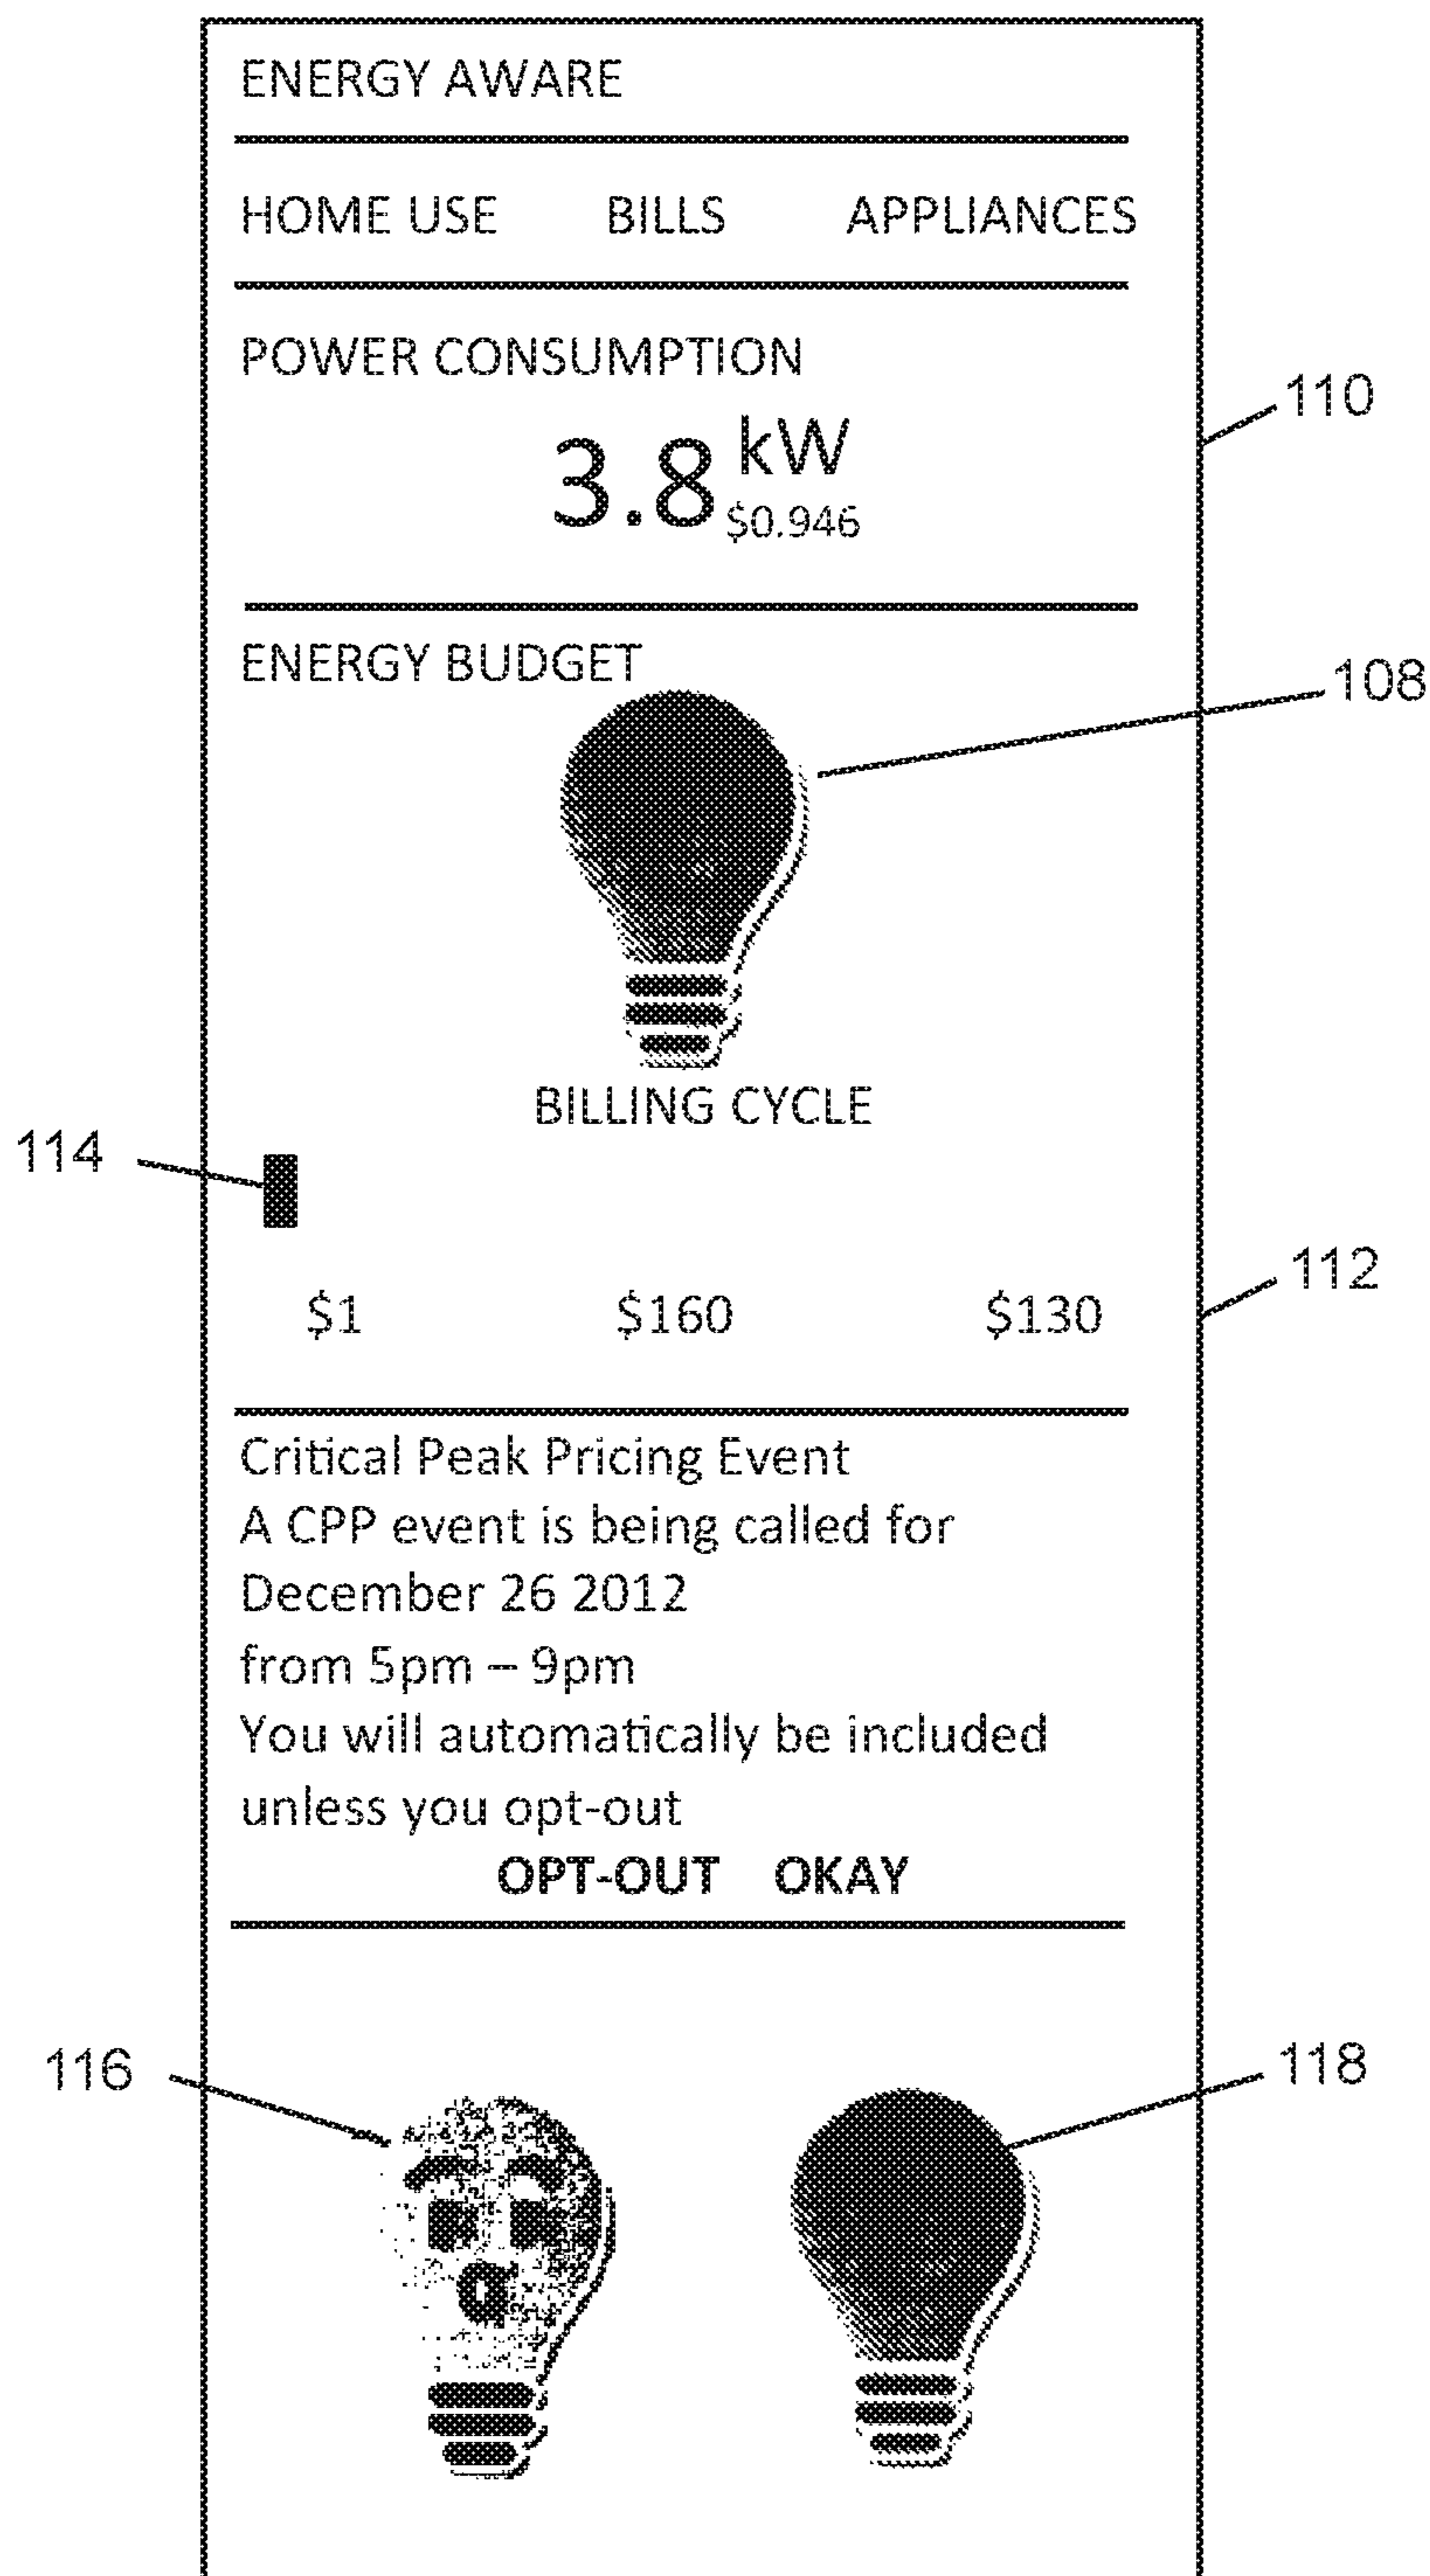 ENERGY AWARE
HOME USE BILLS APPLIANCES
POWER CONSUMPTION
110
3.8 kW
$0.946
ENERGY BUDGET
108
BILLING CYCLE
114
112
$1 $160 $130
Critical Peak Pricing Event
A CPP event is being called for
December 26 2012
from 5pm – 9pm
You will automatically be included
unless you opt-out
OPT-OUT OKAY
116
118